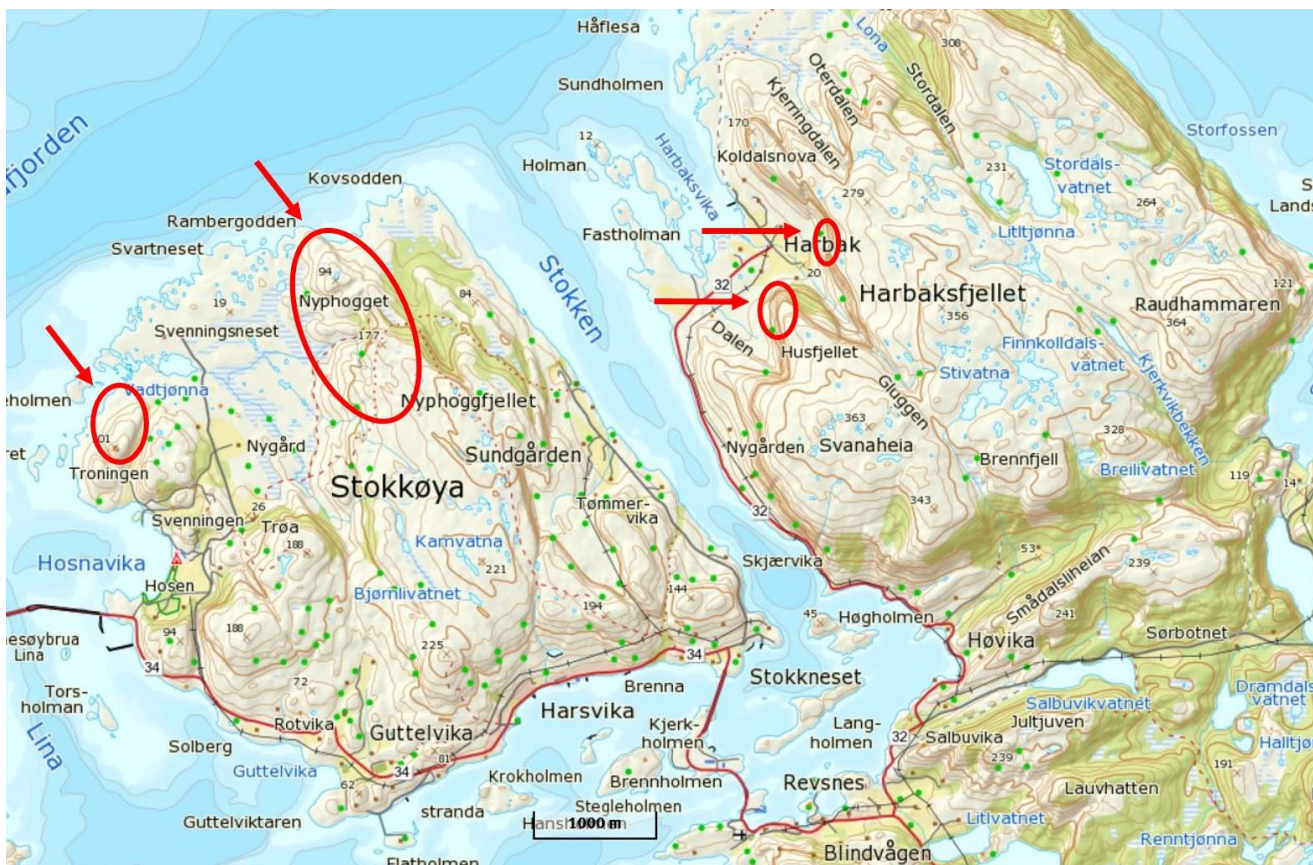 Håflesa
Lona
308
Sundholmen
Oterdalen
Stordalen
Kjerringdalen
170
12
Harbaksvika
Storfossen
Holman
Koldalsnova
Stordals-
vatnet
231
279
264
Kovsodden
Rambergodden
Fastholman
Litltjønna
Svartneset
Harbak
Stokken
94
20
32
Harbaksfjellet
121
Nyphogget
84
Raudhammaren
19
356
364
Svenningsneset
177
Dalen
Husfjellet
Finnkolldals-
vatnet
Vadtjønna
Stivatna
Kjerkvikbekken
Nyphoggfjellet
Gluggen
363
01
Nygård
Sundgården
Nygården
Svanaheia
328
Troningen
Brennfjell
Breilivatnet
119
14
Stokkøya
343
26
Tømmer-
vika
32
Svenningen
Trøa
188
Kamvatna
53
Hosnavika
221
Skjærvika
Smådalsliheian
239
Hosen
Bjørnlivatnet
194
144
45
Høgholmen
241
94
188
225
Høvika
Sørbotnet
Lina
34
34
Stokkneset
72
Brenna
Tors-
holman
Harsvika
Salbuvikvatnet
Dramdals
vatnet
Rotvika
Kjerk-
holmen
Lang-
holmen
32
Jultjuven
Solberg
Guttelvika
Salbuvika
Lina
81
239
Guttelvika
34
191
62
Krokholmen
Brennholmen
Revsnes
Lauvhatten
stranda
Stegleholmen
Guttelviktaren
1000 m
Litlvatnet
Renntjønna
Blindvågen
Flatholmen